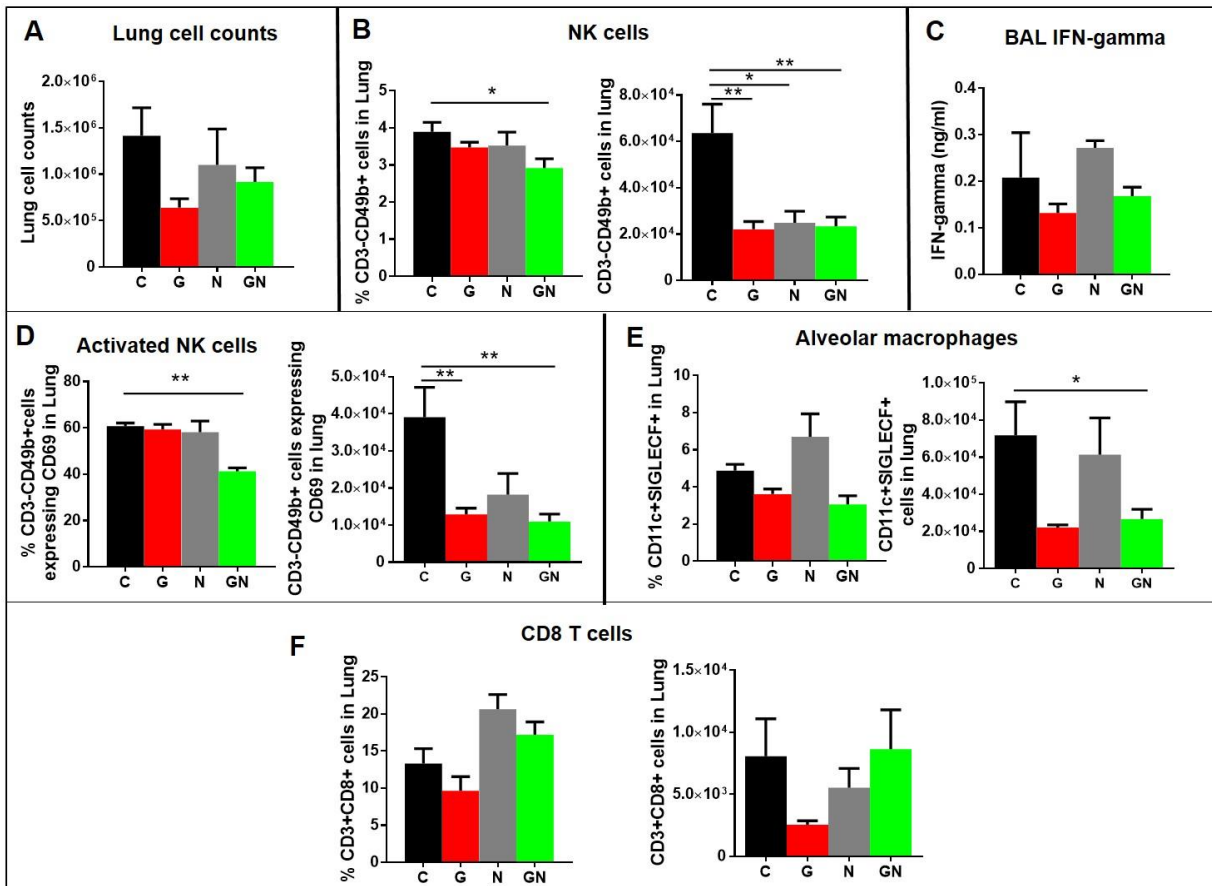 A
Lung cell counts
Lung cell counts
2.0×10⁶
1.5×10⁶
1.0×10⁶
5.0×10⁵
0
C G N GN
B
NK cells
% CD3-CD49b+ cells in Lung
5
4
3
2
1
0
*
C G N GN
CD3-CD49b+ cells in lung
8.0×10⁴
6.0×10⁴
4.0×10⁴
2.0×10⁴
0
**
*
**
C G N GN
C
BAL IFN-gamma
IFN-gamma (ng/ml)
0.4
0.3
0.2
0.1
0.0
C G N GN
D
Activated NK cells
% CD3-CD49b+cells
expressing CD69 in Lung
80
60
40
20
0
**
C G N GN
CD3-CD49b+ cells expressing
CD69 in lung
5.0×10⁴
4.0×10⁴
3.0×10⁴
2.0×10⁴
1.0×10⁴
0
**
**
C G N GN
E
Alveolar macrophages
% CD11c+SIGLECF+ in Lung
10
8
6
4
2
0
C G N GN
CD11c+SIGLECF+
cells in lung
1.0×10⁵
8.0×10⁴
6.0×10⁴
4.0×10⁴
2.0×10⁴
0
*
C G N GN
F
CD8 T cells
% CD3+CD8+ cells in Lung
25
20
15
10
5
0
C G N GN
CD3+CD8+ cells in Lung
1.5×10⁴
1.0×10⁴
5.0×10³
0
C G N GN